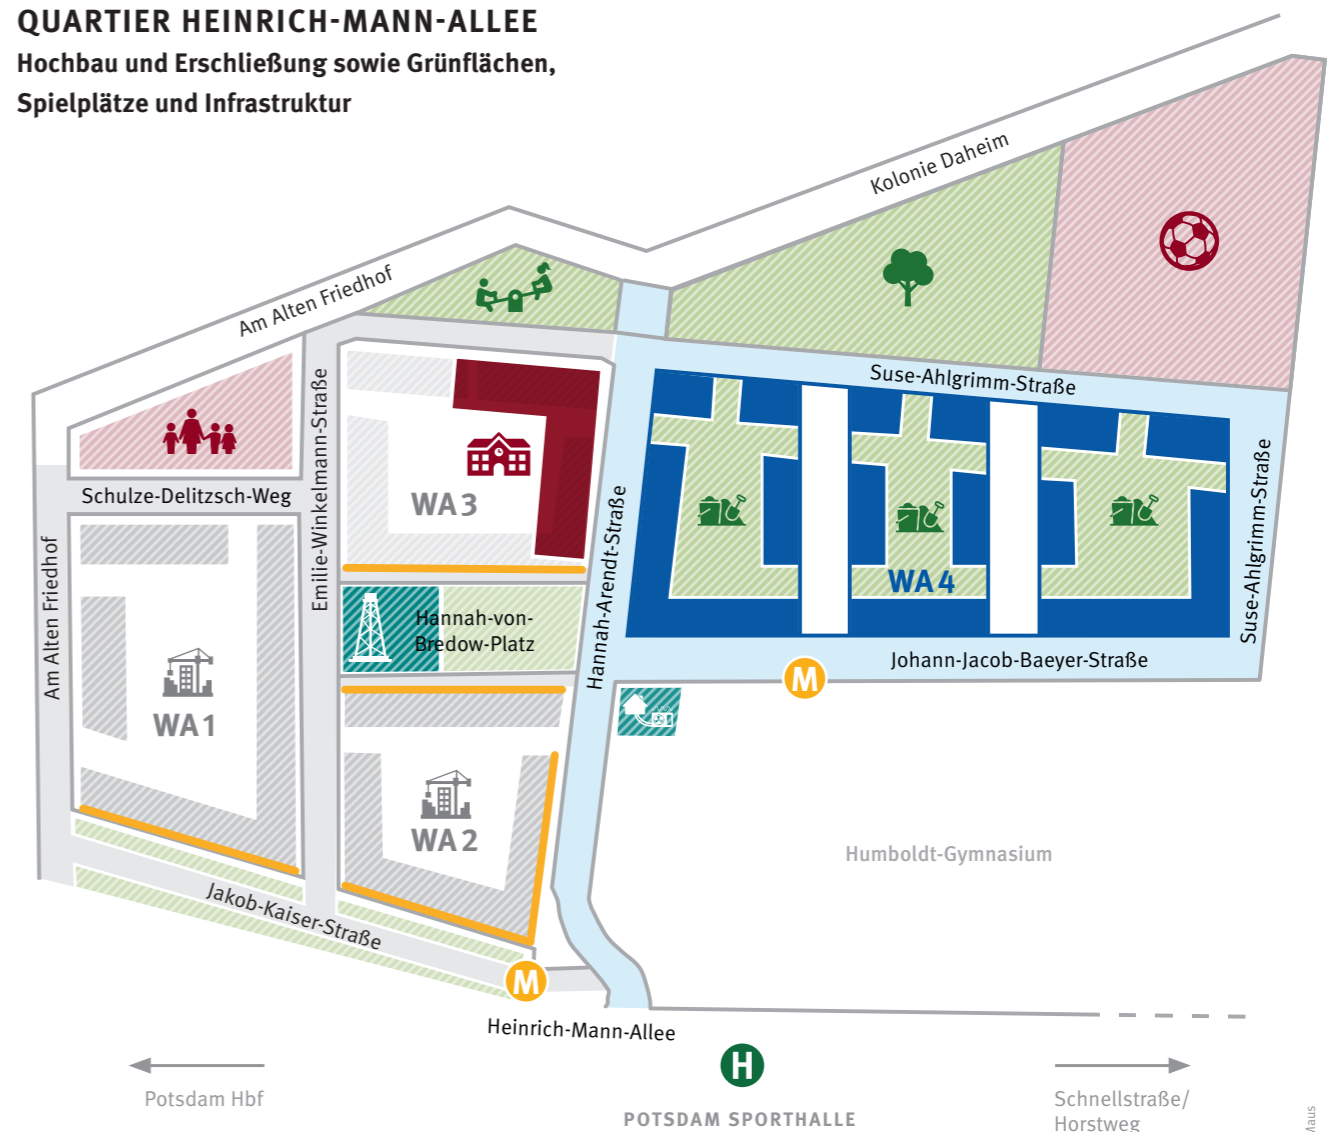 QUARTIER HEINRICH-MANN-ALLEE
Hochbau und Erschließung sowie Grünflächen,
Spielplätze und Infrastruktur
Kolonie Daheim
Am Alten Friedhof
Suse-Ahlgrimm-Straße
Emilie-Winkelmann-Straße
Schulze-Delitzsch-Weg
WA 3
Hannah-Arendt-Straße
Suse-Ahlgrimm-Straße
Am Alten Friedhof
WA 4
Hannah-von-
Bredow-Platz
Johann-Jacob-Baeyer-Straße
M
WA 1
WA 2
Humboldt-Gymnasium
Jakob-Kaiser-Straße
M
Heinrich-Mann-Allee
H
Potsdam Hbf
POTSDAM SPORTHALLE
Schnellstraße/
Horstweg